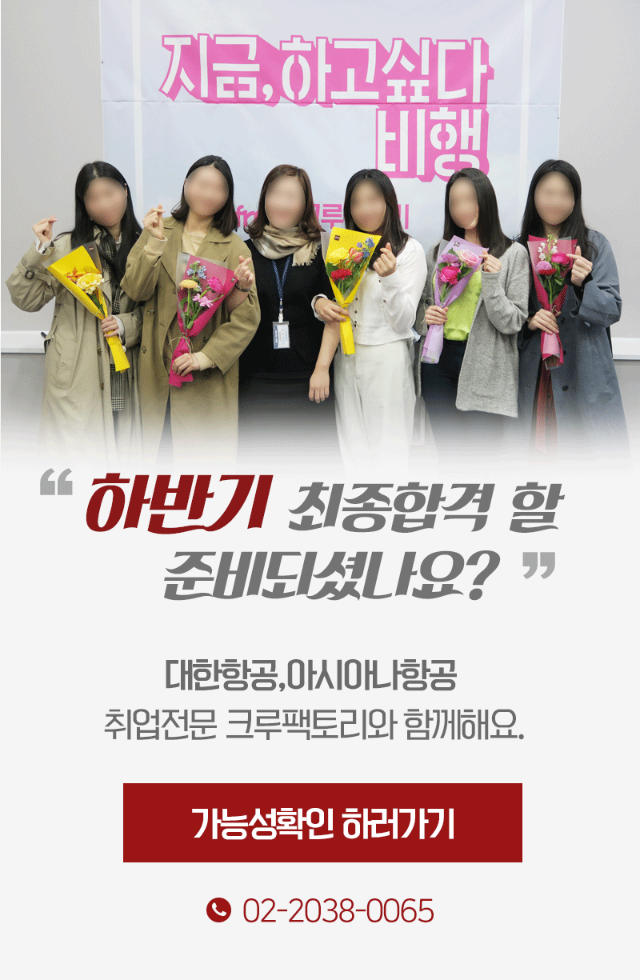 지금, 하고싶다
비행
“ 하반기 최종합격 할
준비되셨나요? ”
대한항공,아시아나항공
취업전문 크루팩토리와 함께해요.
가능성확인 하러가기
02-2038-0065